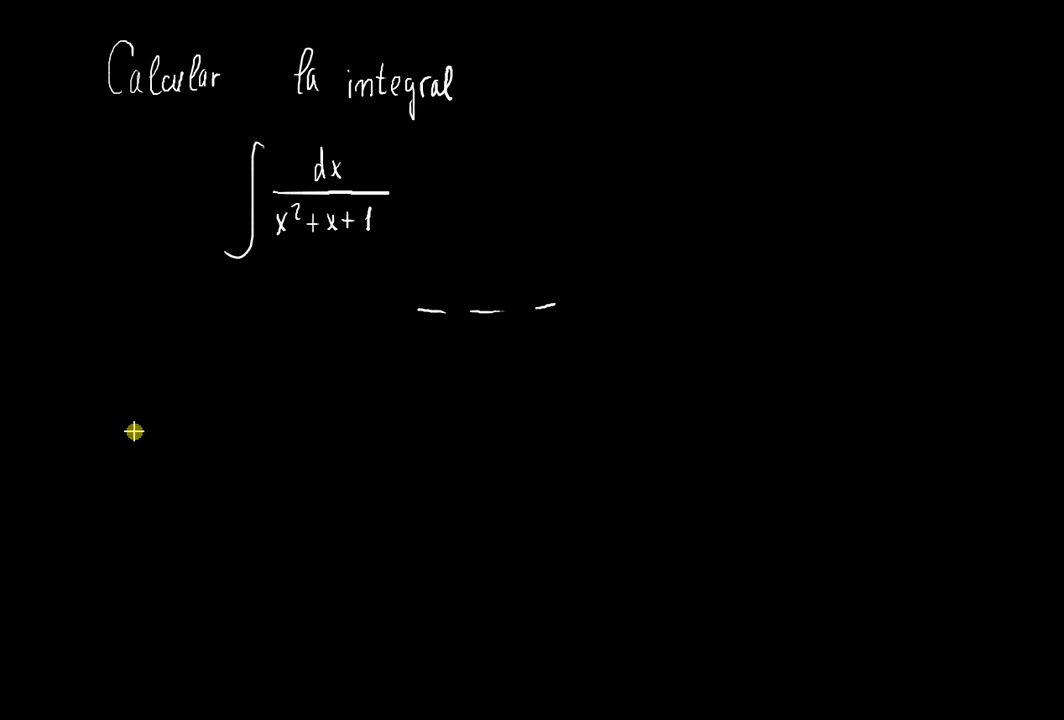 Calcular la integral
∫ dx / (x² + x + 1)
— — —